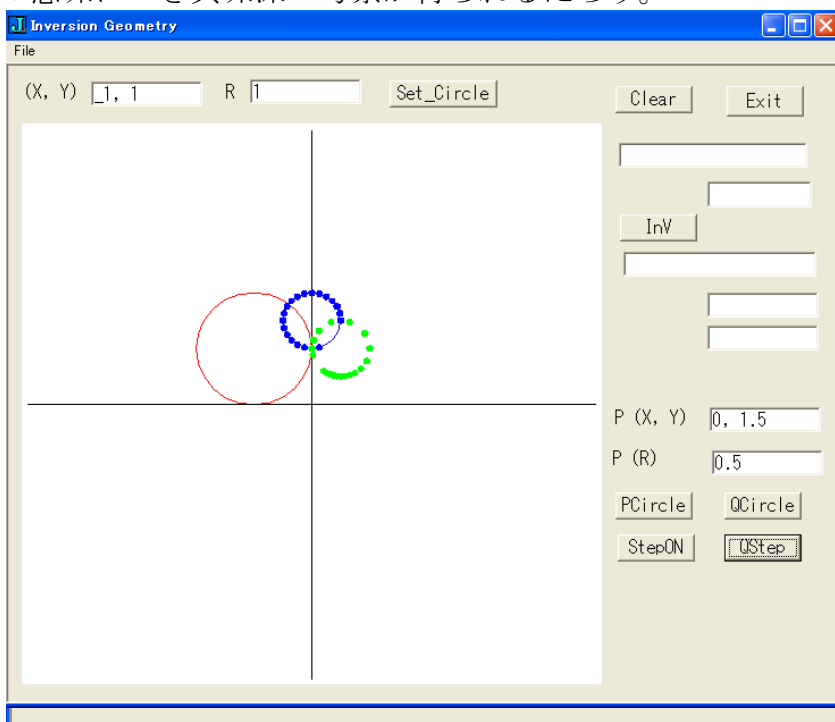 Inversion Geometry
File
(X, Y) _1, 1 R 1 Set_Circle Clear Exit
InV
P (X, Y) 0, 1.5
P (R) 0.5
PCircle QCircle
StepON QStep